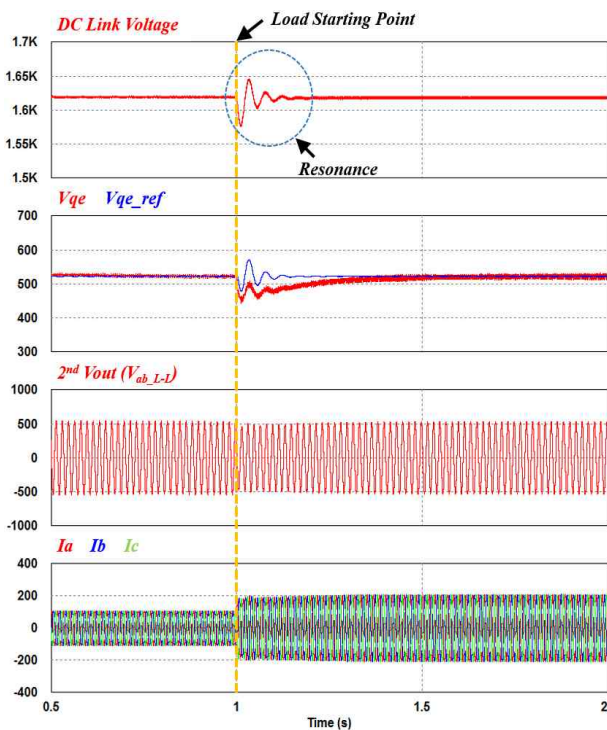 DC Link Voltage
Load Starting Point
1.7K
1.65K
1.6K
1.55K
1.5K
Resonance
Vqe Vqe_ref
700
600
500
400
300
2nd Vout (Vab_L-L)
1000
500
0
-500
-1000
Ia Ib Ic
400
200
0
-200
-400
0.5 1 1.5 2
Time (s)